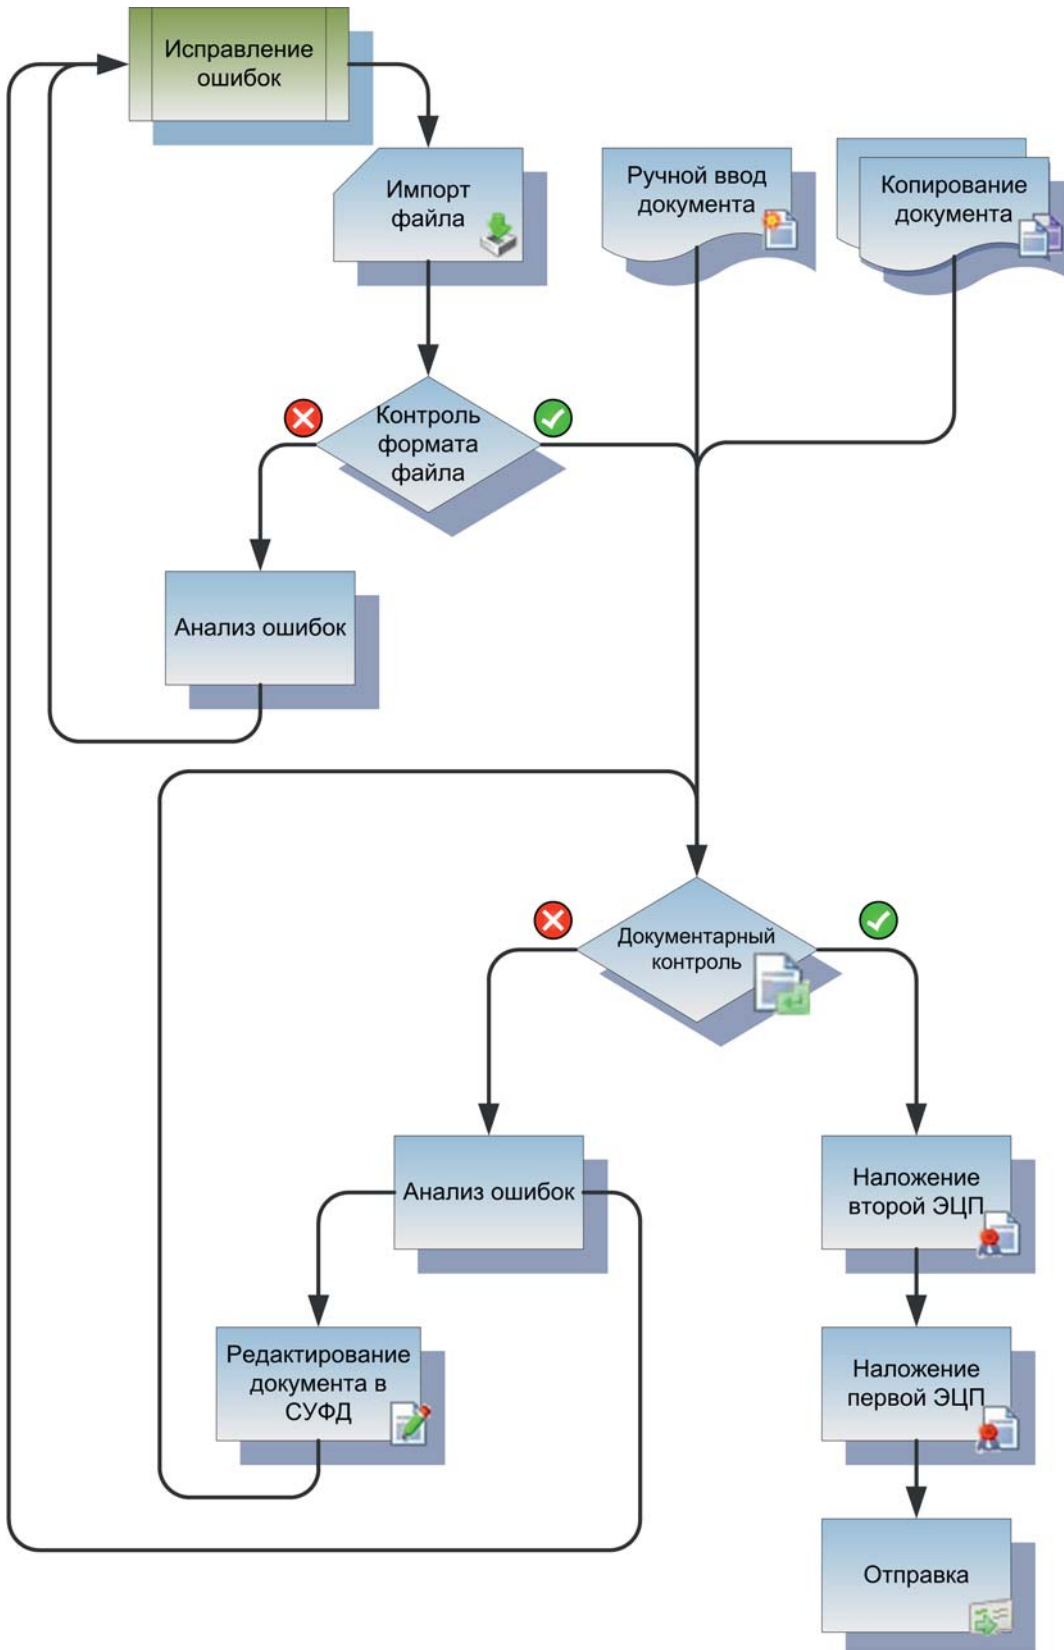 Исправление
ошибок
Импорт
файла
Ручной ввод
документа
Копирование
документа
Контроль
формата
файла
Анализ ошибок
Документарный
контроль
Анализ ошибок
Наложение
второй ЭЦП
Редактирование
документа в
СУФД
Наложение
первой ЭЦП
Отправка